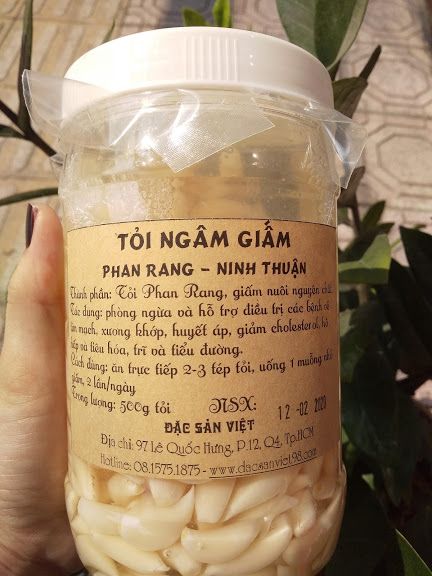 TỎI NGÂM GIẤM
PHAN RANG – NINH THUẬN
Thành phần: Tỏi Phan Rang, giấm nuôi nguyên chất
Tác dụng: phòng ngừa và hỗ trợ điều trị các bệnh về
tim mạch, xương khớp, huyết áp, giảm cholesterol, hô
hấp và tiêu hóa, trĩ và tiểu đường.
Cách dùng: ăn trực tiếp 2-3 tép tỏi, uống 1 muỗng nhỏ
giấm, 2 lần/ngày
Trọng lượng: 500g tỏi NSX: 12 -02- 2020
ĐẶC SẢN VIỆT
Địa chỉ: 97 Lê Quốc Hưng, P.12, Q4, Tp.HCM
Hotline: 08.1575.1875 - www.dacsanviet98.com